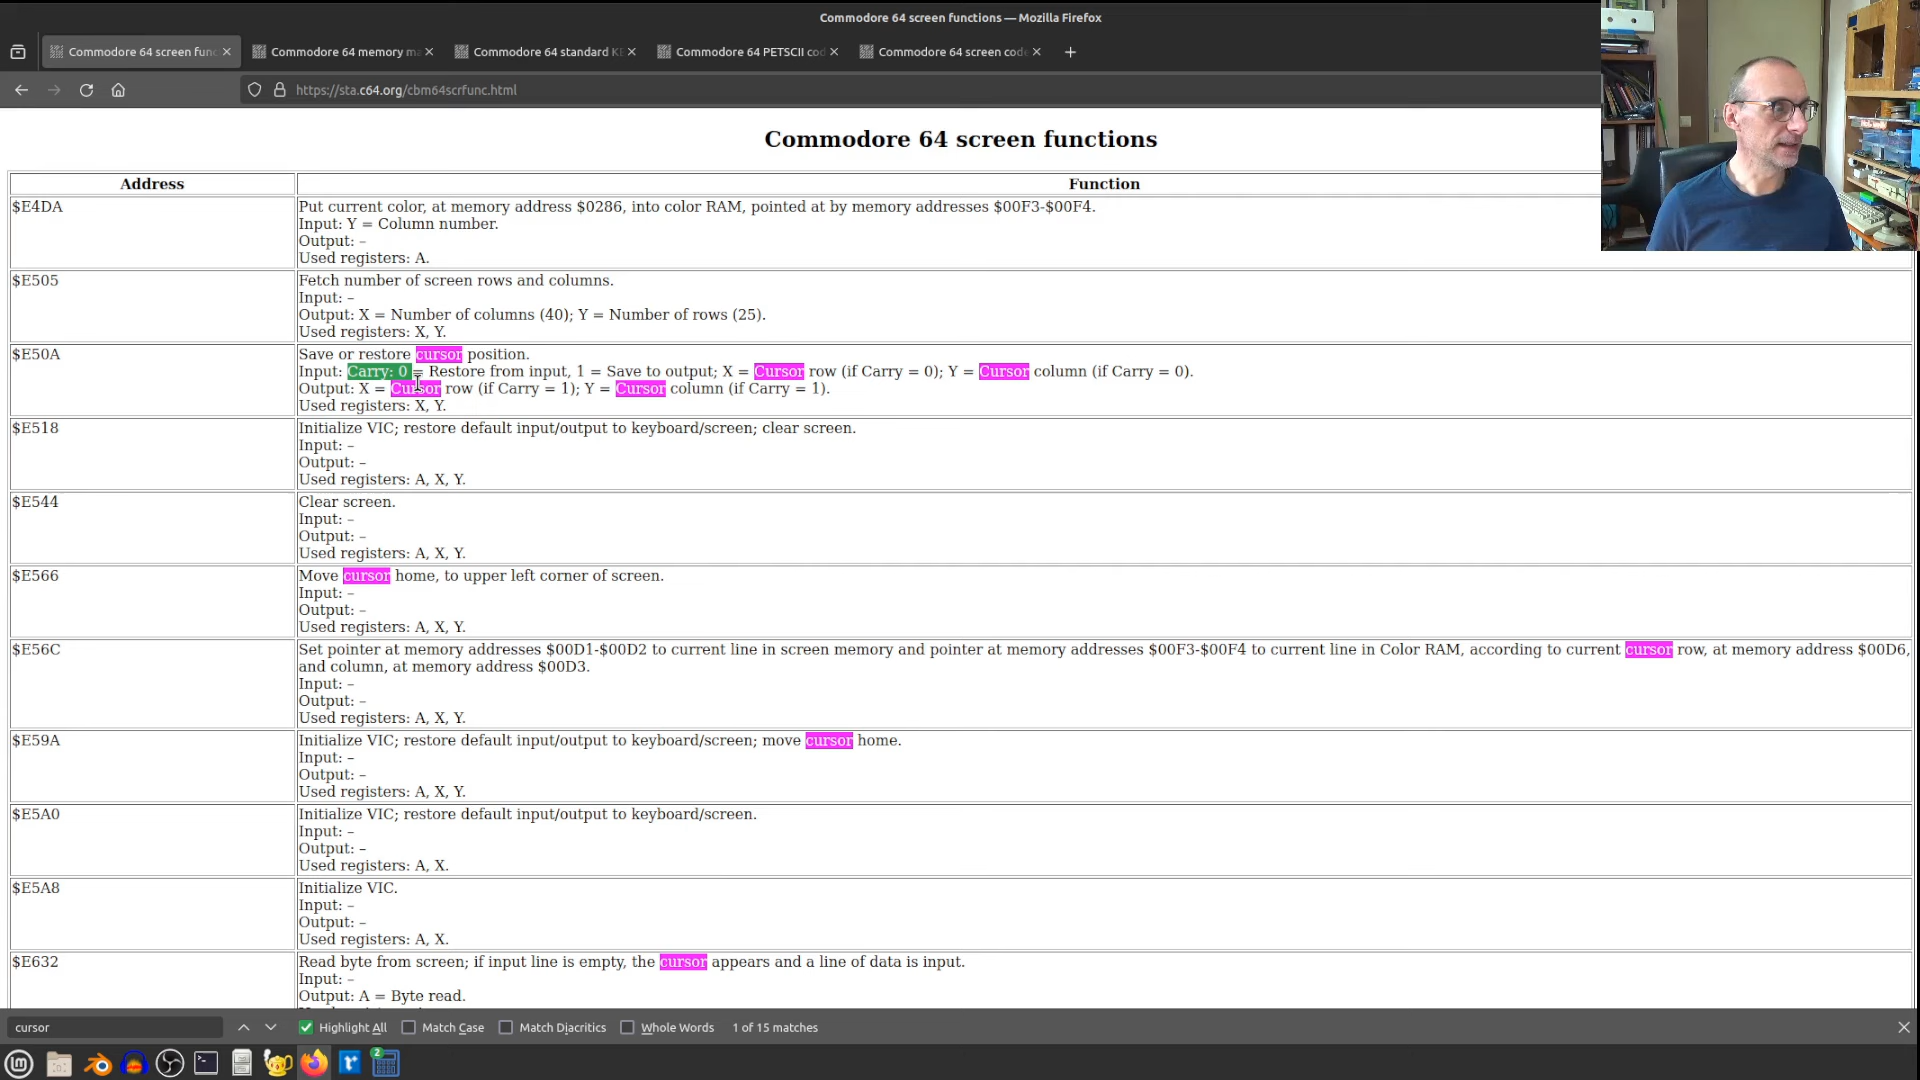 Commodore 64 screen functions — Mozilla Firefox
Commodore 64 screen func
Commodore 64 memory m
Commodore 64 standard KE
Commodore 64 PETSCII cod
Commodore 64 screen cod
https://sta.c64.org/cbm64scrfunc.html
Commodore 64 screen functions
Address Function
$E4DA Put current color, at memory address $0286, into color RAM, pointed at by memory addresses $00F3-$00F4.
Input: Y = Column number.
Output: –
Used registers: A.
$E505 Fetch number of screen rows and columns.
Input: –
Output: X = Number of columns (40); Y = Number of rows (25).
Used registers: X, Y.
$E50A Save or restore cursor position.
Input: Carry: 0 = Restore from input, 1 = Save to output; X = Cursor row (if Carry = 0); Y = Cursor column (if Carry = 0).
Output: X = Cursor row (if Carry = 1); Y = Cursor column (if Carry = 1).
Used registers: X, Y.
$E518 Initialize VIC; restore default input/output to keyboard/screen; clear screen.
Input: –
Output: –
Used registers: A, X, Y.
$E544 Clear screen.
Input: –
Output: –
Used registers: A, X, Y.
$E566 Move cursor home, to upper left corner of screen.
Input: –
Output: –
Used registers: A, X, Y.
$E56C Set pointer at memory addresses $00D1-$00D2 to current line in screen memory and pointer at memory addresses $00F3-$00F4 to current line in Color RAM, according to current cursor row, at memory address $00D6,
and column, at memory address $00D3.
Input: –
Output: –
Used registers: A, X, Y.
$E59A Initialize VIC; restore default input/output to keyboard/screen; move cursor home.
Input: –
Output: –
Used registers: A, X, Y.
$E5A0 Initialize VIC; restore default input/output to keyboard/screen.
Input: –
Output: –
Used registers: A, X.
$E5A8 Initialize VIC.
Input: –
Output: –
Used registers: A, X.
$E632 Read byte from screen; if input line is empty, the cursor appears and a line of data is input.
Input: –
Output: A = Byte read.
cursor Highlight All Match Case Match Diacritics Whole Words 1 of 15 matches
2